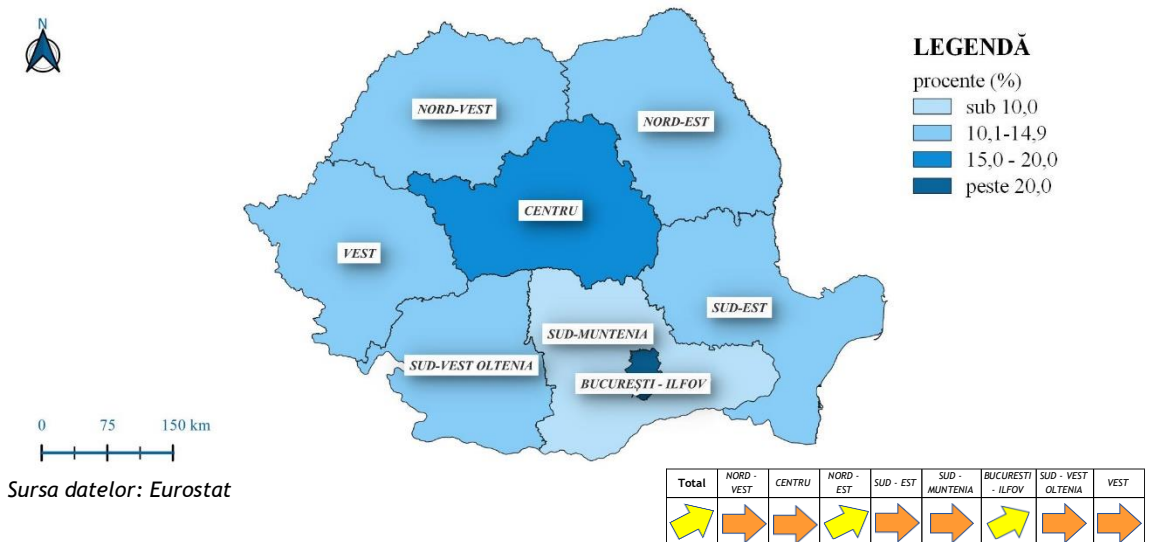 N
LEGENDĂ
procente (%)
sub 10,0
10,1-14,9
15,0 - 20,0
peste 20,0
NORD-VEST
NORD-EST
CENTRU
VEST
SUD-EST
SUD-MUNTENIA
SUD-VEST OLTENIA
BUCUREȘTI - ILFOV
0 75 150 km
Sursa datelor: Eurostat
Total
NORD -
VEST
CENTRU
NORD -
EST
SUD - EST
SUD -
MUNTENIA
BUCURESTI
- ILFOV
SUD - VEST
OLTENIA
VEST